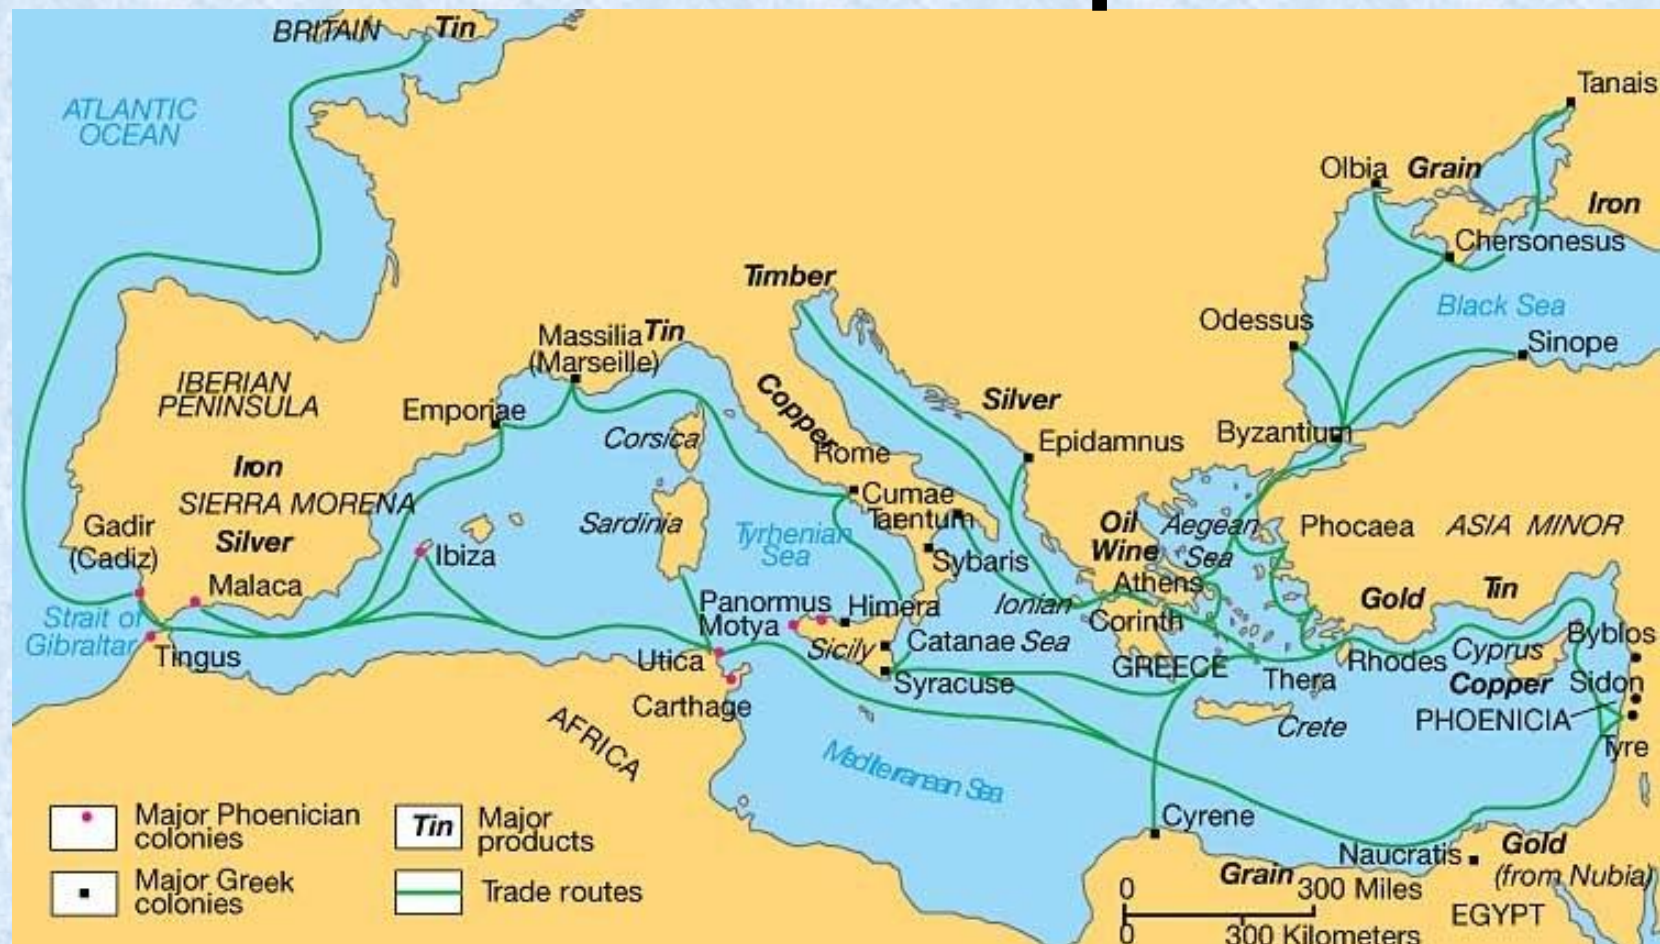 BRITAIN
Tin
ATLANTIC
OCEAN
Tanais
Olbia
Grain
Iron
Chersonesus
Black Sea
Timber
Odessus
Sinope
Massilia
(Marseille)
Tin
IBERIAN
PENINSULA
Emporiae
Corsica
Copper
Rome
Silver
Epidamnus
Byzantium
Iron
SIERRA MORENA
Silver
Gadir
(Cadiz)
Malaca
Ibiza
Sardinia
Tyrhenian
Sea
Cumae
Taentum
Sybaris
Oil
Wine
Aegean
Sea
Phocaea
ASIA MINOR
Athens
Gold
Tin
Strait of
Gibraltar
Tingus
Panormus
Motya
Himera
Ionian
Sea
Corinth
Sicily
Catanae
Utica
Syracuse
GREECE
Thera
Rhodes
Cyprus
Byblos
Copper
Sidon
Carthage
PHOENICIA
Crete
Tyre
AFRICA
Mediterranean Sea
Cyrene
Naucratis
Gold
(from Nubia)
Grain
EGYPT
0 300 Miles
0 300 Kilometers
Major Phoenician
colonies
Tin
Major
products
Major Greek
colonies
Trade routes